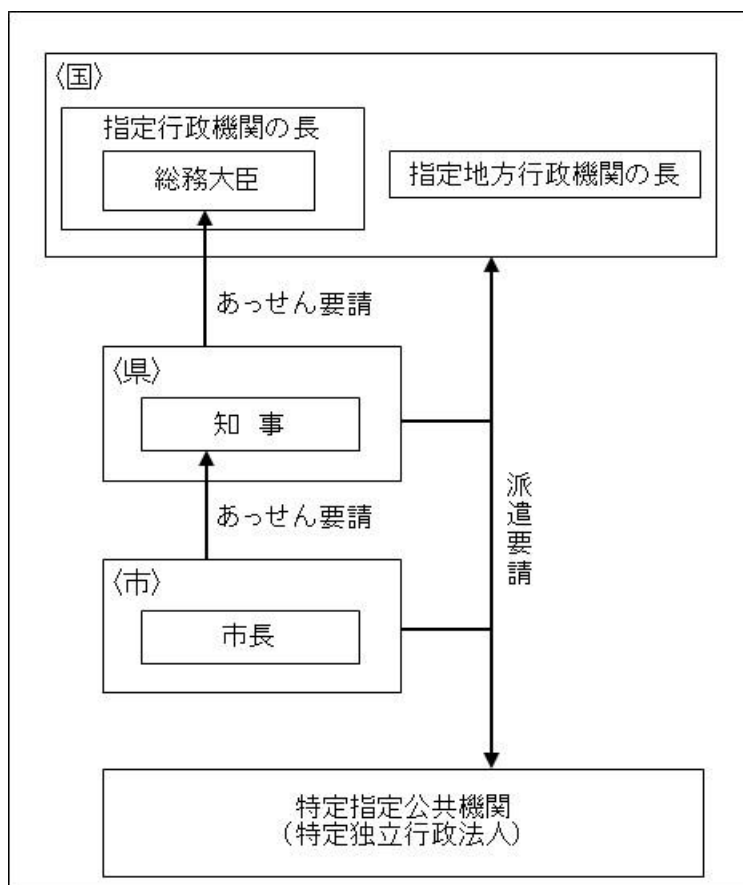 〈国〉
指定行政機関の長
総務大臣
指定地方行政機関の長
あっせん要請
〈県〉
知　事
あっせん要請
〈市〉
市長
派遣要請
特定指定公共機関
（特定独立行政法人）